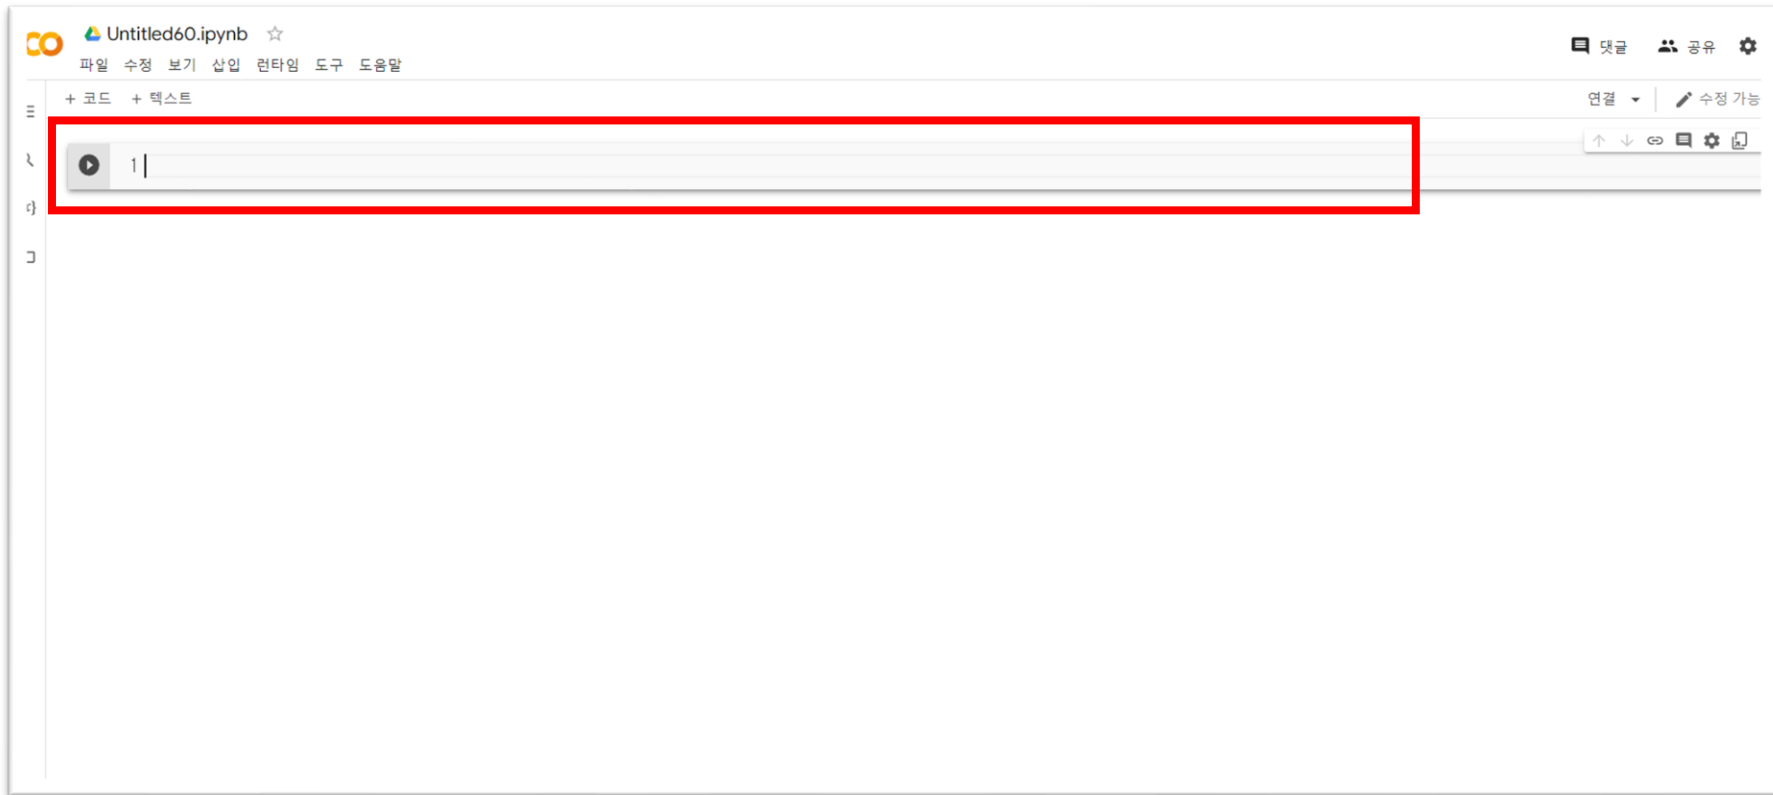 CO Untitled60.ipynb
파일 수정 보기 삽입 런타임 도구 도움말
댓글 공유
+ 코드 + 텍스트
연결 수정 가능
1